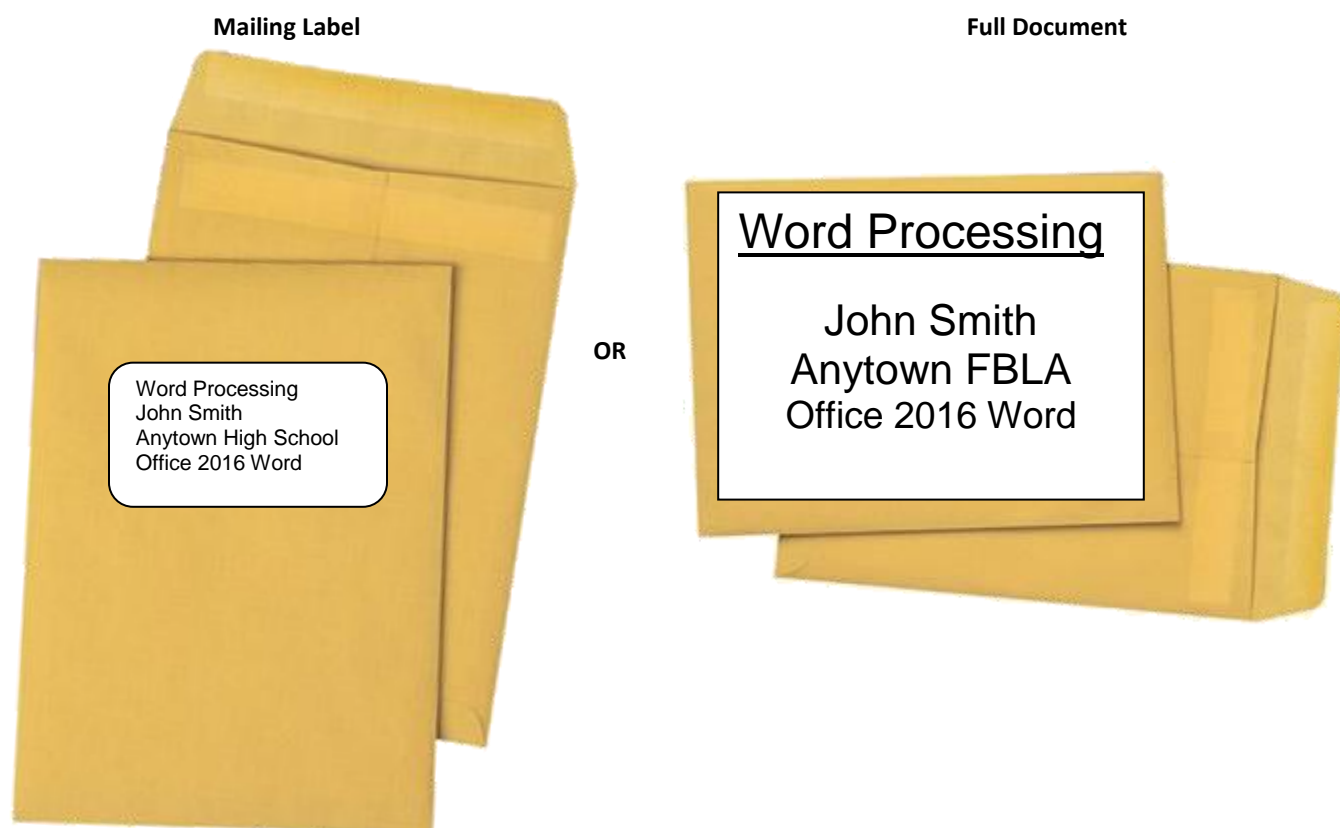 Mailing Label
Full Document
Word Processing
John Smith
Anytown High School
Office 2016 Word
OR
Word Processing
John Smith
Anytown FBLA
Office 2016 Word